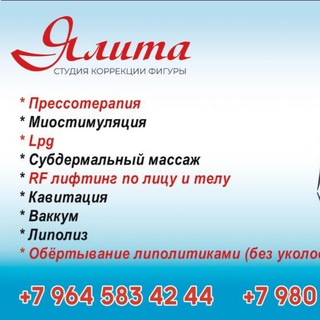 Ялита
СТУДИЯ КОРРЕКЦИИ ФИГУРЫ
* Прессотерапия
* Миостимуляция
* Lpg
* Субдермальный массаж
* RF лифтинг по лицу и телу
* Кавитация
* Ваккум
* Липолиз
* Обёртывание липолитиками (без уколо
+7 964 583 42 44 +7 980